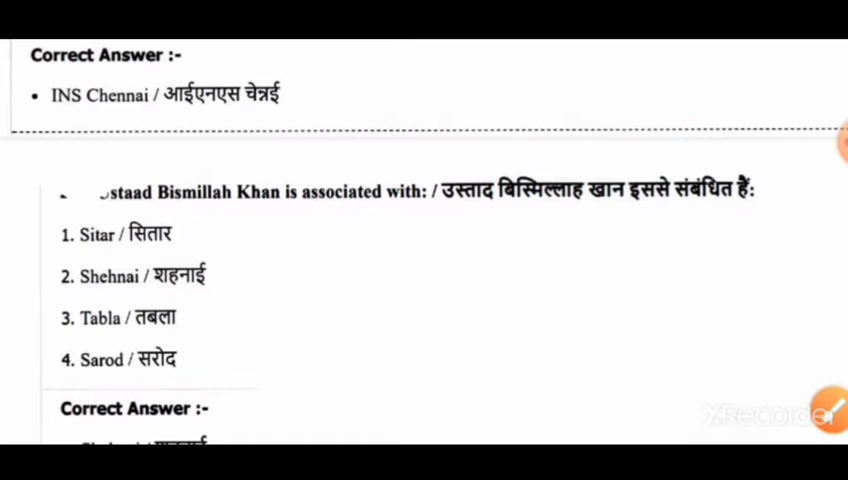 Correct Answer :-
• INS Chennai / आईएनएस चेन्नई
staad Bismillah Khan is associated with: / उस्ताद बिस्मिल्लाह खान इससे संबंधित हैं:
1. Sitar / सितार
2. Shehnai / शहनाई
3. Tabla / तबला
4. Sarod / सरोद
Correct Answer :-
XRecorder